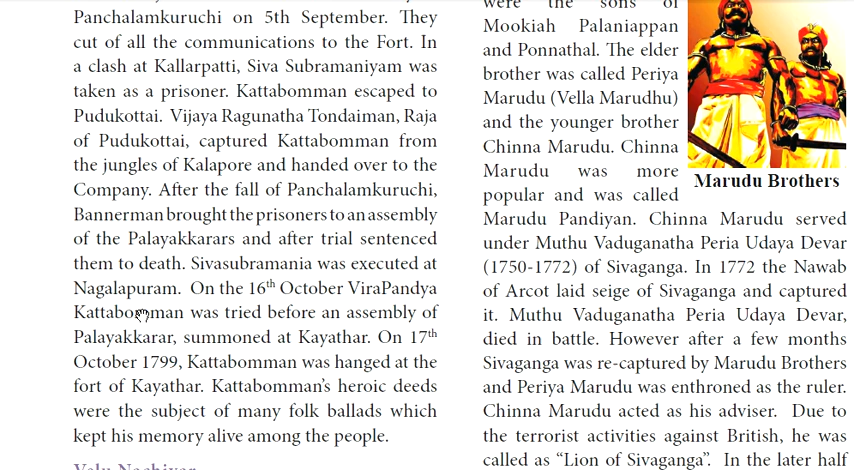 Panchalamkuruchi on 5th September. They
cut of all the communications to the Fort. In
a clash at Kallarpatti, Siva Subramaniyam was
taken as a prisoner. Kattabomman escaped to
Pudukottai. Vijaya Ragunatha Tondaiman, Raja
of Pudukottai, captured Kattabomman from
the jungles of Kalapore and handed over to the
Company. After the fall of Panchalamkuruchi,
Bannerman brought the prisoners to an assembly
of the Palayakkarars and after trial sentenced
them to death. Sivasubramania was executed at
Nagalapuram. On the 16th October ViraPandya
Kattabomman was tried before an assembly of
Palayakkarar, summoned at Kayathar. On 17th
October 1799, Kattabomman was hanged at the
fort of Kayathar. Kattabomman's heroic deeds
were the subject of many folk ballads which
kept his memory alive among the people.
Velu Nachiyar
were the sons of
Mookiah Palaniappan
and Ponnathal. The elder
brother was called Periya
Marudu (Vella Marudhu)
and the younger brother
Chinna Marudu. Chinna
Marudu was more
popular and was called
Marudu Pandiyan. Chinna Marudu served
under Muthu Vaduganatha Peria Udaya Devar
(1750-1772) of Sivaganga. In 1772 the Nawab
of Arcot laid seige of Sivaganga and captured
it. Muthu Vaduganatha Peria Udaya Devar,
died in battle. However after a few months
Sivaganga was re-captured by Marudu Brothers
and Periya Marudu was enthroned as the ruler.
Chinna Marudu acted as his adviser. Due to
the terrorist activities against British, he was
called as “Lion of Sivaganga”. In the later half
Marudu Brothers